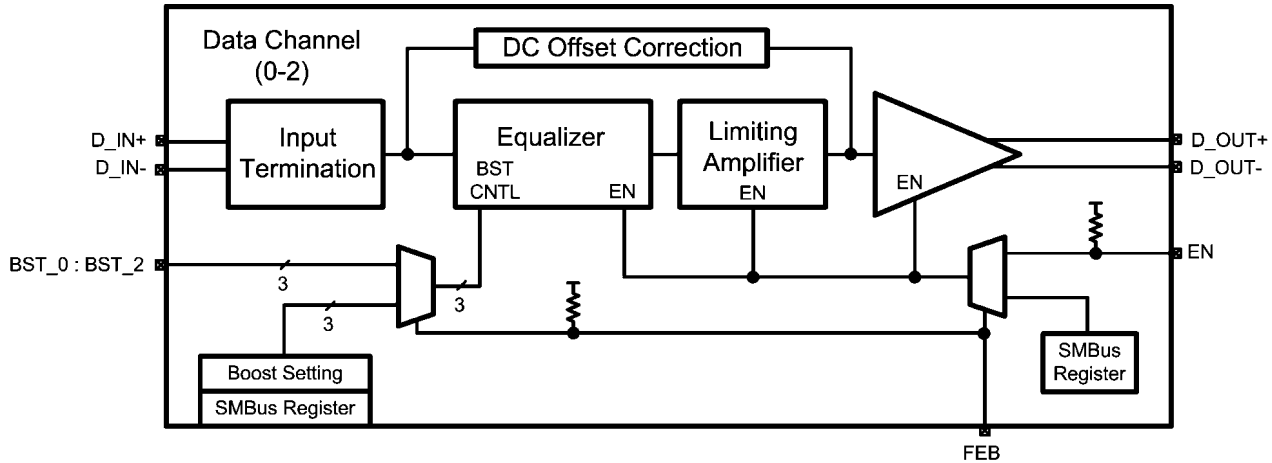 Data Channel
(0-2)
DC Offset Correction
D_IN+
D_IN-
Input
Termination
Equalizer
BST
CNTL
EN
Limiting
Amplifier
EN
EN
D_OUT+
D_OUT-
BST_0 : BST_2
3
3
3
EN
Boost Setting
SMBus Register
SMBus
Register
FEB